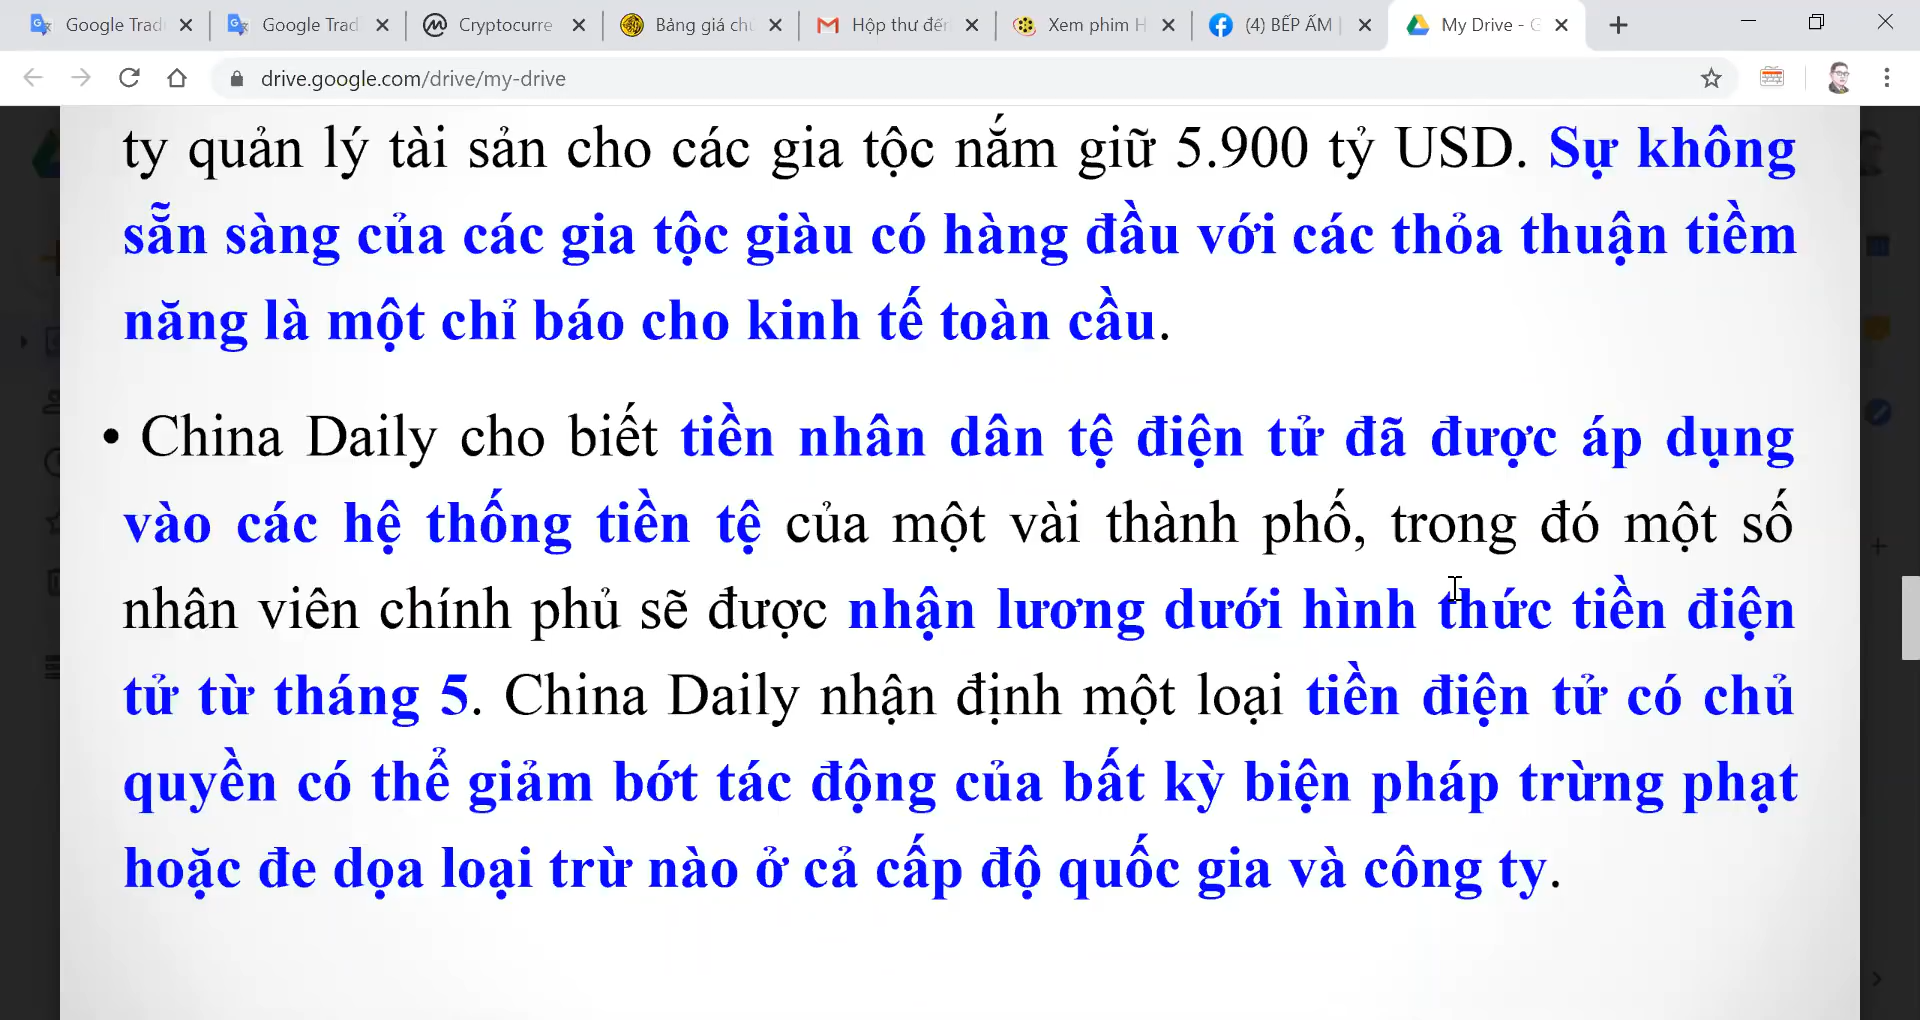 Google Trad
Google Trad
Cryptocurre
Bảng giá ch
Hộp thư đến
Xem phim H
(4) BẾP ẤM |
My Drive - G
drive.google.com/drive/my-drive
ty quản lý tài sản cho các gia tộc nắm giữ 5.900 tỷ USD. Sự không
sẵn sàng của các gia tộc giàu có hàng đầu với các thỏa thuận tiềm
năng là một chỉ báo cho kinh tế toàn cầu.
• China Daily cho biết tiền nhân dân tệ điện tử đã được áp dụng
vào các hệ thống tiền tệ của một vài thành phố, trong đó một số
nhân viên chính phủ sẽ được nhận lương dưới hình thức tiền điện
tử từ tháng 5. China Daily nhận định một loại tiền điện tử có chủ
quyền có thể giảm bớt tác động của bất kỳ biện pháp trừng phạt
hoặc đe dọa loại trừ nào ở cả cấp độ quốc gia và công ty.